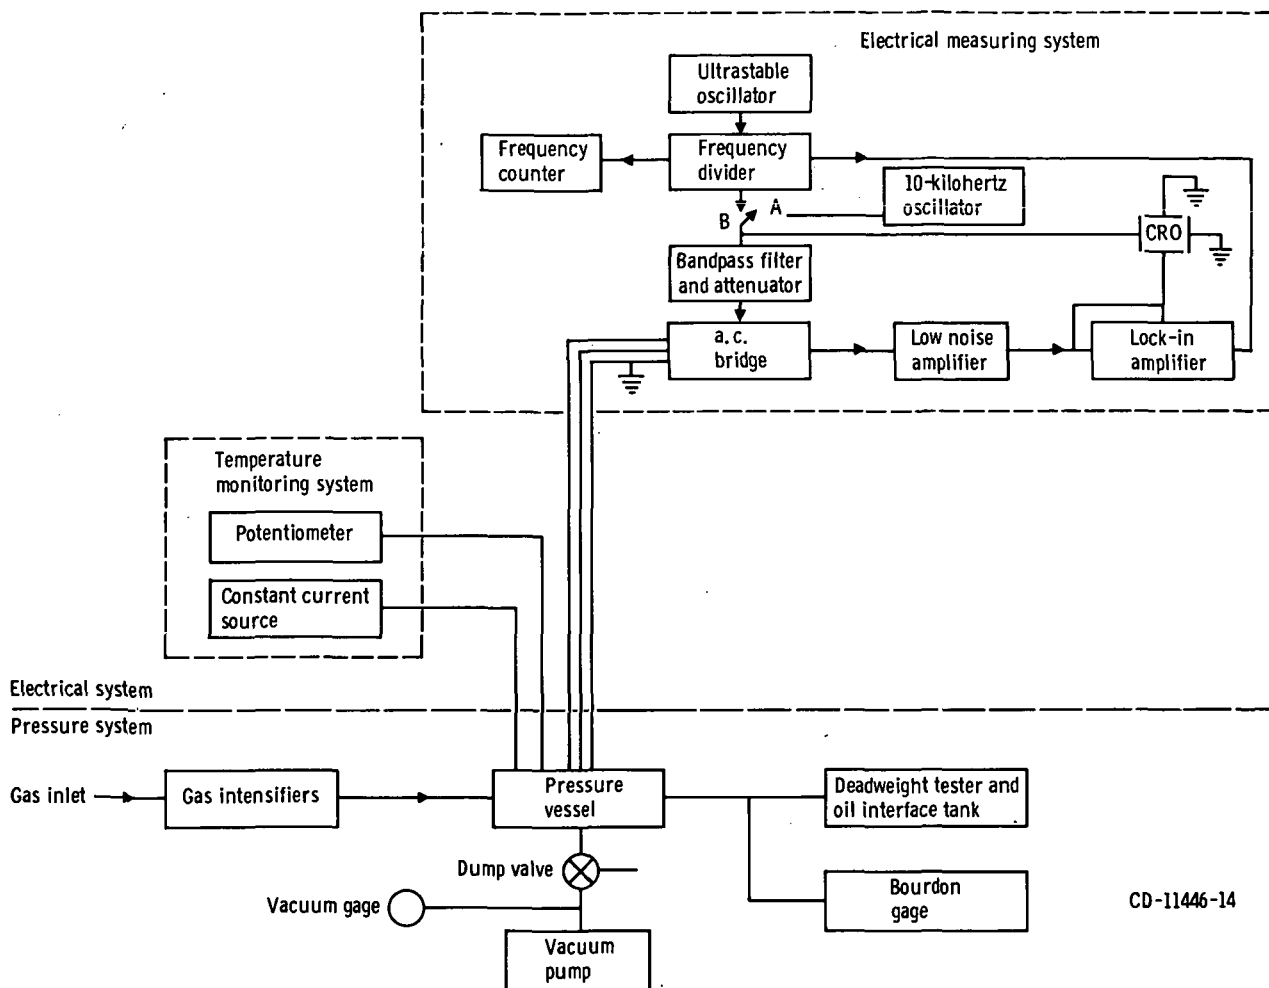 Electrical measuring system
Ultrastable
oscillator
Frequency
counter
Frequency
divider
10-kilohertz
oscillator
A
B
CRO
Bandpass filter
and attenuator
a. c.
bridge
Low noise
amplifier
Lock-in
amplifier
Temperature
monitoring system
Potentiometer
Constant current
source
Electrical system
Pressure system
Gas inlet
Gas intensifiers
Pressure
vessel
Deadweight tester and
oil interface tank
Dump valve
Vacuum gage
Bourdon
gage
CD-11446-14
Vacuum
pump